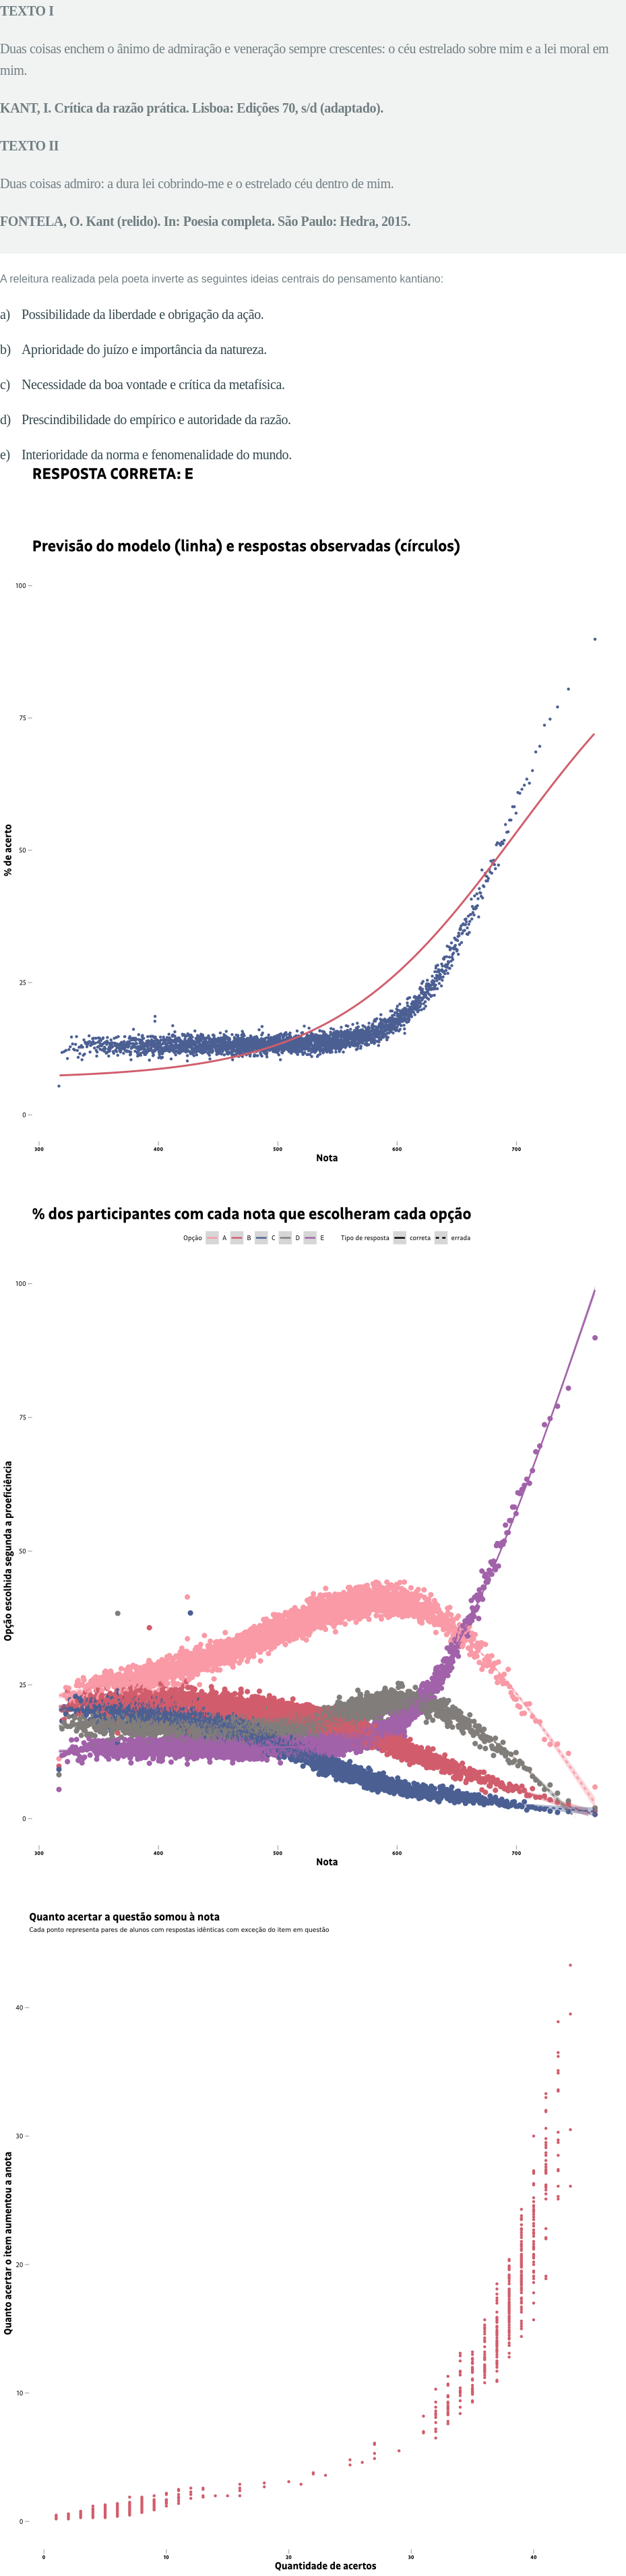 TEXTO I
Duas coisas enchem o ânimo de admiração e veneração sempre crescentes: o céu estrelado sobre mim e a lei moral em
mim.
KANT, I. Crítica da razão prática. Lisboa: Edições 70, s/d (adaptado).
TEXTO II
Duas coisas admiro: a dura lei cobrindo-me e o estrelado céu dentro de mim.
FONTELA, O. Kant (relido). In: Poesia completa. São Paulo: Hedra, 2015.
A releitura realizada pela poeta inverte as seguintes ideias centrais do pensamento kantiano:
a) Possibilidade da liberdade e obrigação da ação.
b) Aprioridade do juízo e importância da natureza.
c) Necessidade da boa vontade e crítica da metafísica.
d) Prescindibilidade do empírico e autoridade da razão.
e) Interioridade da norma e fenomenalidade do mundo.
RESPOSTA CORRETA: E
Previsão do modelo (linha) e respostas observadas (círculos)
100
75
50
25
0
% de acerto
300 400 500 600 700
Nota
% dos participantes com cada nota que escolheram cada opção
Opção A B C D E Tipo de resposta correta errada
100
75
50
25
0
Opção escolhida segunda a proeficiência
300 400 500 600 700
Nota
Quanto acertar a questão somou à nota
Cada ponto representa pares de alunos com respostas idênticas com exceção do item em questão
40
30
20
10
0
Quanto acertar o item aumentou a anota
0 10 20 30 40
Quantidade de acertos